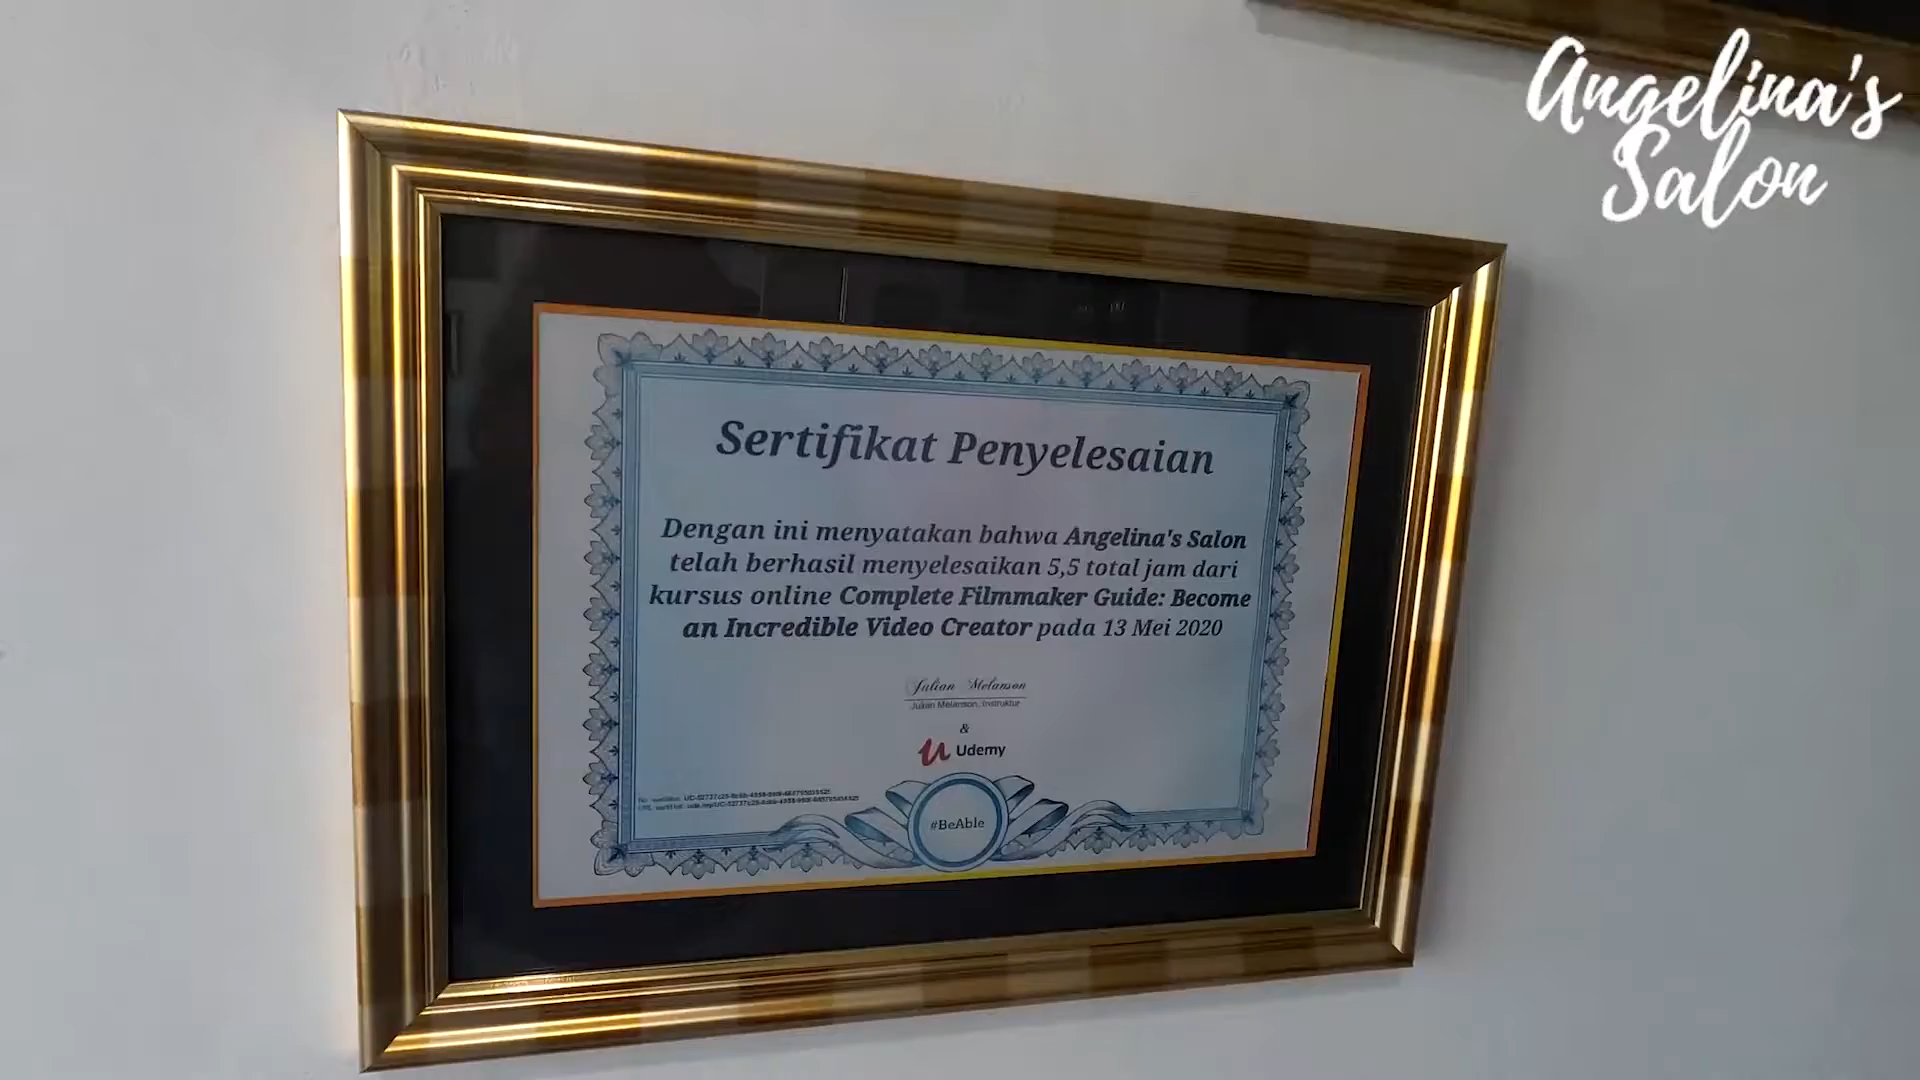 Angelina's
Salon
Sertifikat Penyelesaian
Dengan ini menyatakan bahwa Angelina's Salon
telah berhasil menyelesaikan 5,5 total jam dari
kursus online Complete Filmmaker Guide: Become
an Incredible Video Creator pada 13 Mei 2020
Julian Melanson
Julian Melanson, Instruktur
&
Udemy
#BeAble